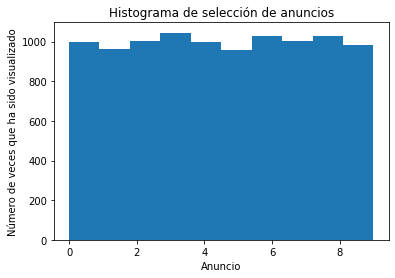 Histograma de selección de anuncios
Número de veces que ha sido visualizado
1000
800
600
400
200
0
0 2 4 6 8
Anuncio